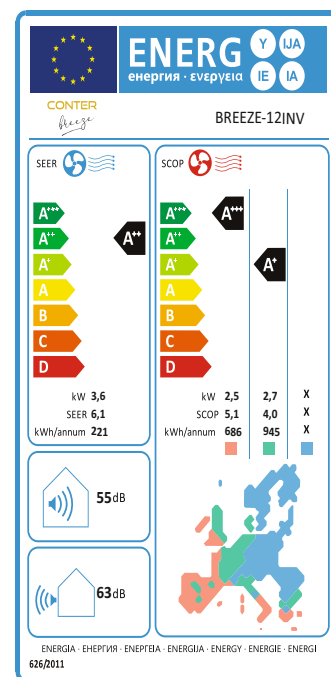 ENERG Y IJA
енергия · ενεργεια IE IA
CONTER
breeze
BREEZE-12INV
SEER SCOP
A+++ A+++ A+++
A++ A++ A++
A+ A+ A+
A A
B B
C C
D D
kW 3,6 kW 2,5 2,7 X
SEER 6,1 SCOP 5,1 4,0 X
kWh/annum 221 kWh/annum 686 945 X
55dB
63dB
ENERGIA · ЕНЕРГИЯ · ΕΝΕΡΓΕΙΑ · ENERGIJA · ENERGY · ENERGIE · ENERGI
626/2011